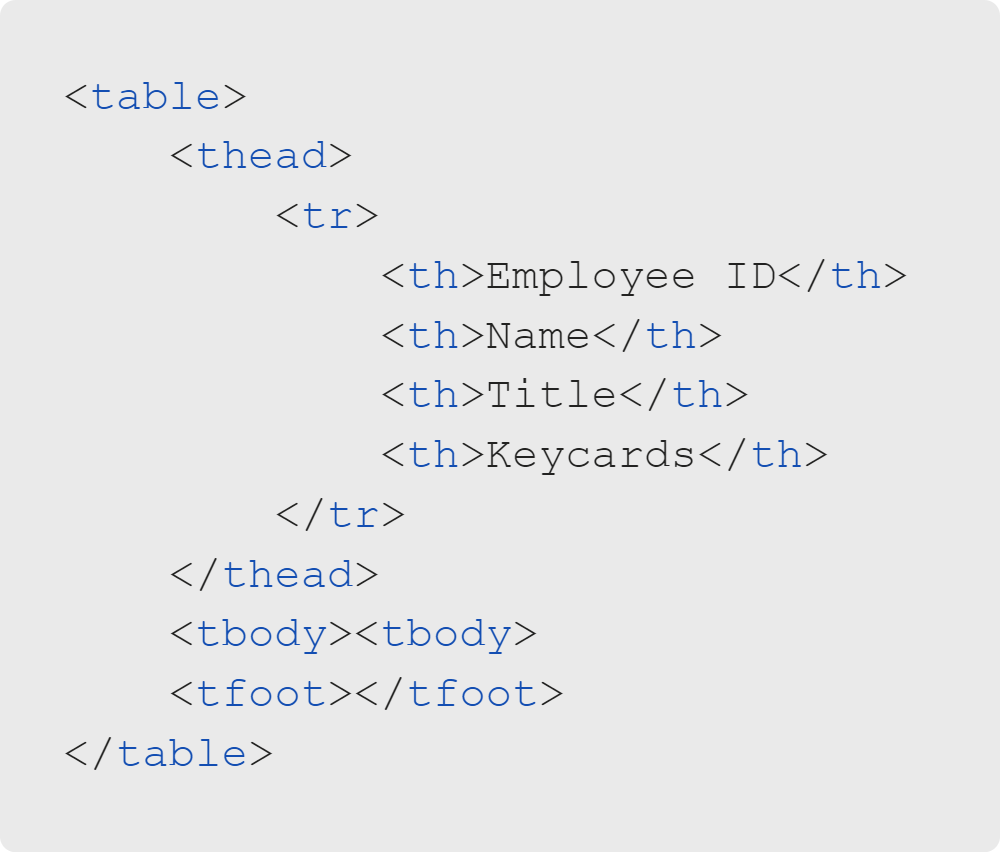 <table>
    <thead>
        <tr>
            <th>Employee ID</th>
            <th>Name</th>
            <th>Title</th>
            <th>Keycards</th>
        </tr>
    </thead>
    <tbody><tbody>
    <tfoot></tfoot>
</table>